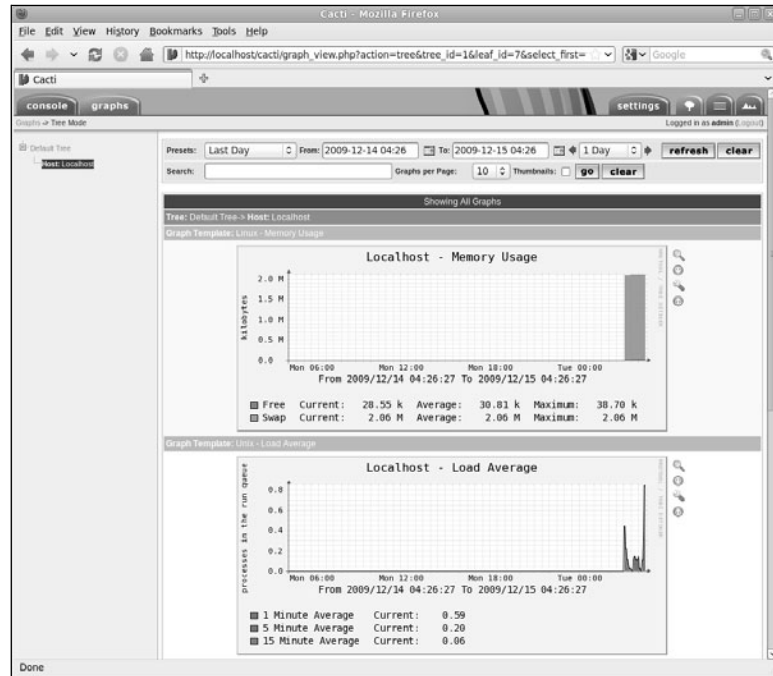 Cacti - Mozilla Firefox
File Edit View History Bookmarks Tools Help
http://localhost/cacti/graph_view.php?action=tree&tree_id=1&leaf_id=7&select_first=
Google
Cacti
console graphs settings
Graphs -> Tree Mode Logged in as admin (Logout)
Default Tree
Host: Localhost
Presets: Last Day From: 2009-12-14 04:26 To: 2009-12-15 04:26 1 Day refresh clear
Search: Graphs per Page: 10 Thumbnails: go clear
Showing All Graphs
Tree: Default Tree-> Host: Localhost
Graph Template: Linux - Memory Usage
Localhost - Memory Usage
kilobytes
2.0 M
1.5 M
1.0 M
0.5 M
0.0
Mon 06:00 Mon 12:00 Mon 18:00 Tue 00:00
From 2009/12/14 04:26:27 To 2009/12/15 04:26:27
Free Current: 28.55 k Average: 30.81 k Maximum: 38.70 k
Swap Current: 2.06 M Average: 2.06 M Maximum: 2.06 M
Graph Template: Unix - Load Average
Localhost - Load Average
processes in the run queue
0.8
0.6
0.4
0.2
0.0
Mon 06:00 Mon 12:00 Mon 18:00 Tue 00:00
From 2009/12/14 04:26:27 To 2009/12/15 04:26:27
1 Minute Average Current: 0.59
5 Minute Average Current: 0.20
15 Minute Average Current: 0.06
Done